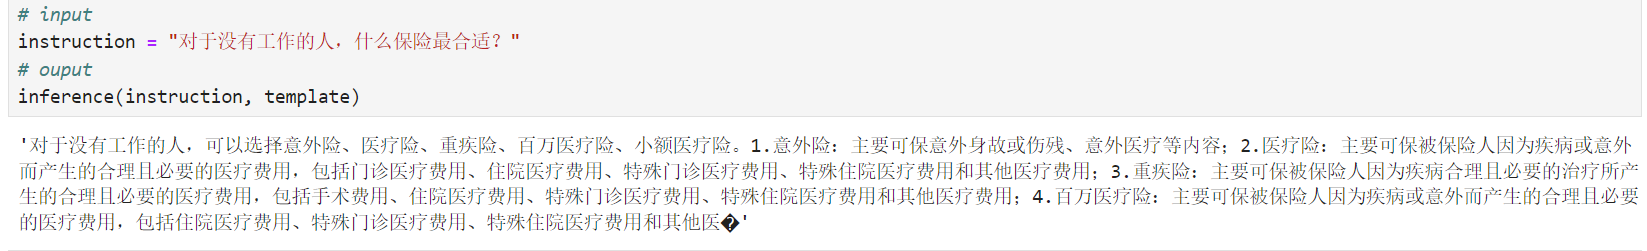 # input
instruction = "对于没有工作的人，什么保险最合适？"
# ouput
inference(instruction, template)
'对于没有工作的人，可以选择意外险、医疗险、重疾险、百万医疗险、小额医疗险。1.意外险：主要可保意外身故或伤残、意外医疗等内容；2.医疗险：主要可保被保险人因为疾病或意外
而产生的合理且必要的医疗费用，包括门诊医疗费用、住院医疗费用、特殊门诊医疗费用、特殊住院医疗费用和其他医疗费用；3.重疾险：主要可保被保险人因为疾病合理且必要的治疗所产
生的合理且必要的医疗费用，包括手术费用、住院医疗费用、特殊门诊医疗费用、特殊住院医疗费用和其他医疗费用；4.百万医疗险：主要可保被保险人因为疾病或意外而产生的合理且必要
的医疗费用，包括住院医疗费用、特殊门诊医疗费用、特殊住院医疗费用和其他医�'